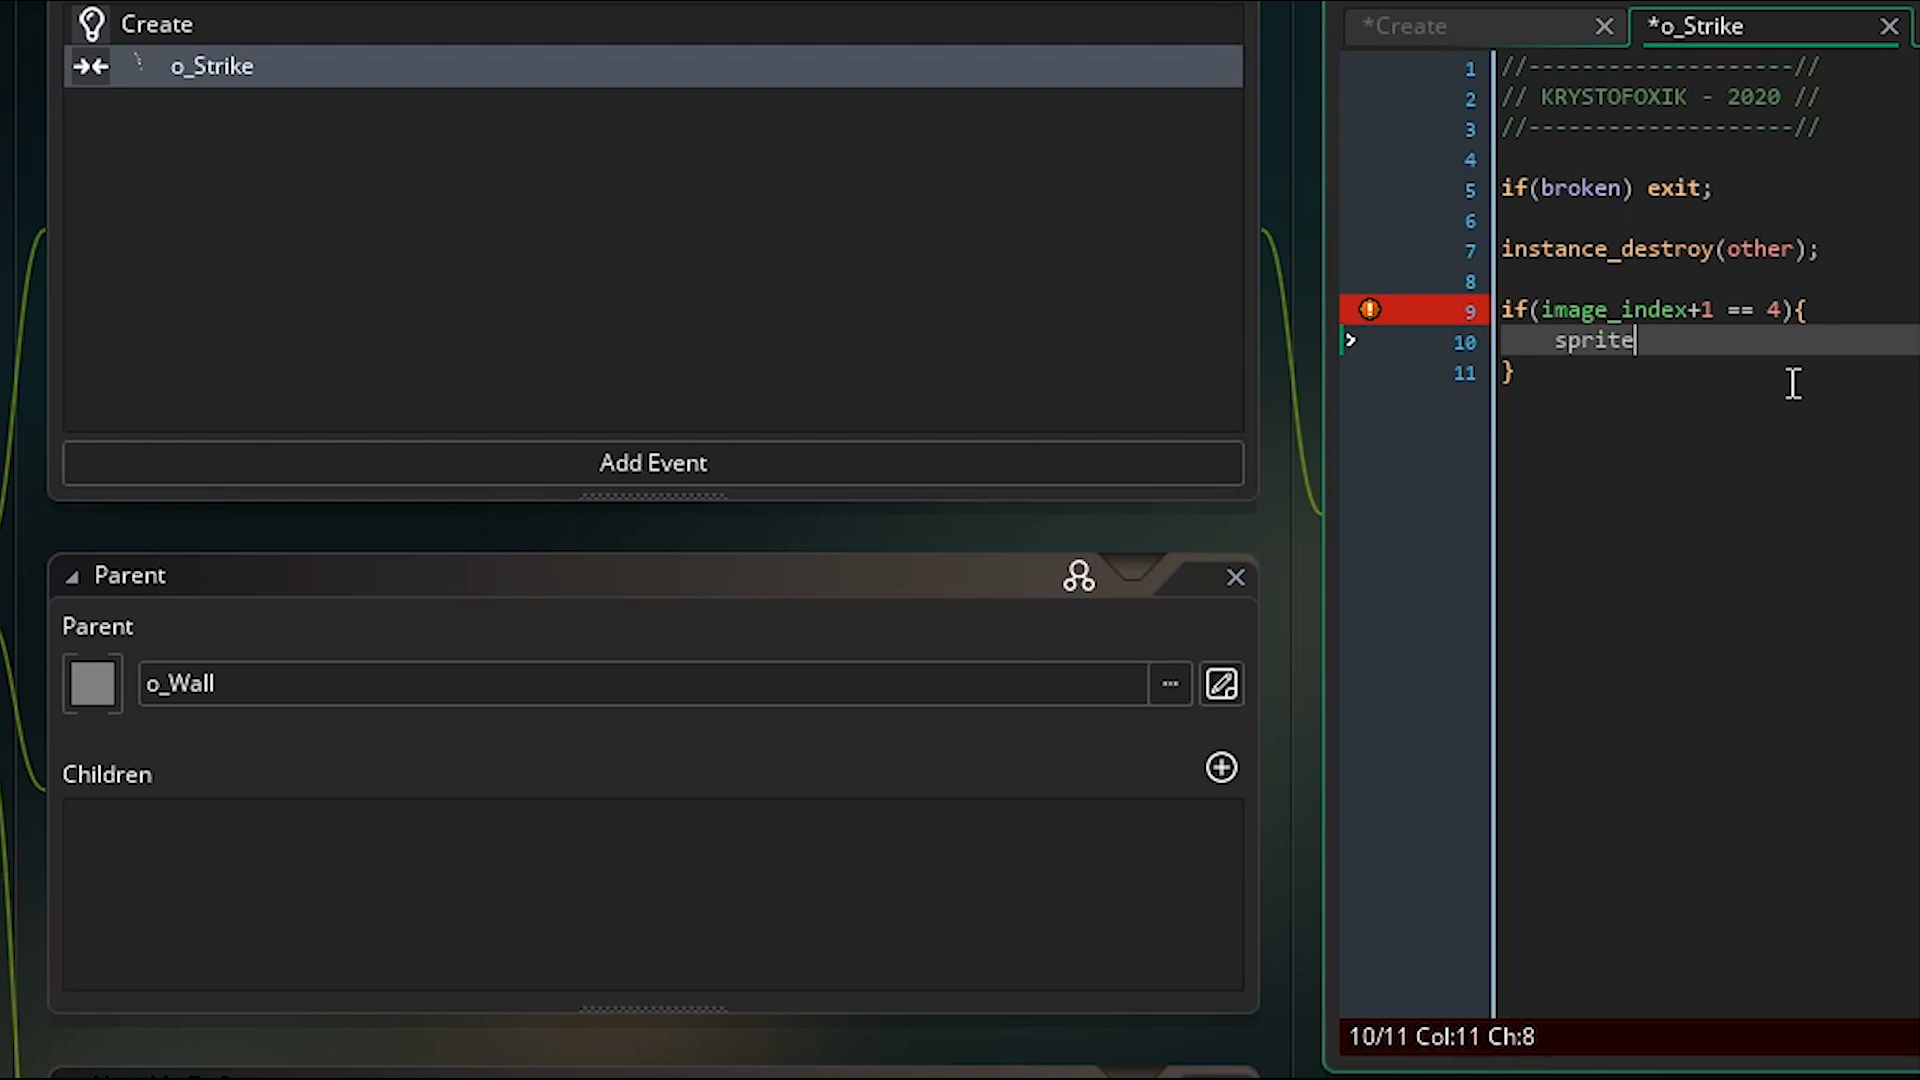 Create
o_Strike
Add Event
Parent
Parent
o_Wall
...
Children
*Create
*o_Strike
1 //--------------------//
2 // KRYSTOFOXIK - 2020 //
3 //--------------------//
4
5 if(broken) exit;
6
7 instance_destroy(other);
8
9 if(image_index+1 == 4){
10 sprite
11 }
10/11 Col:11 Ch:8